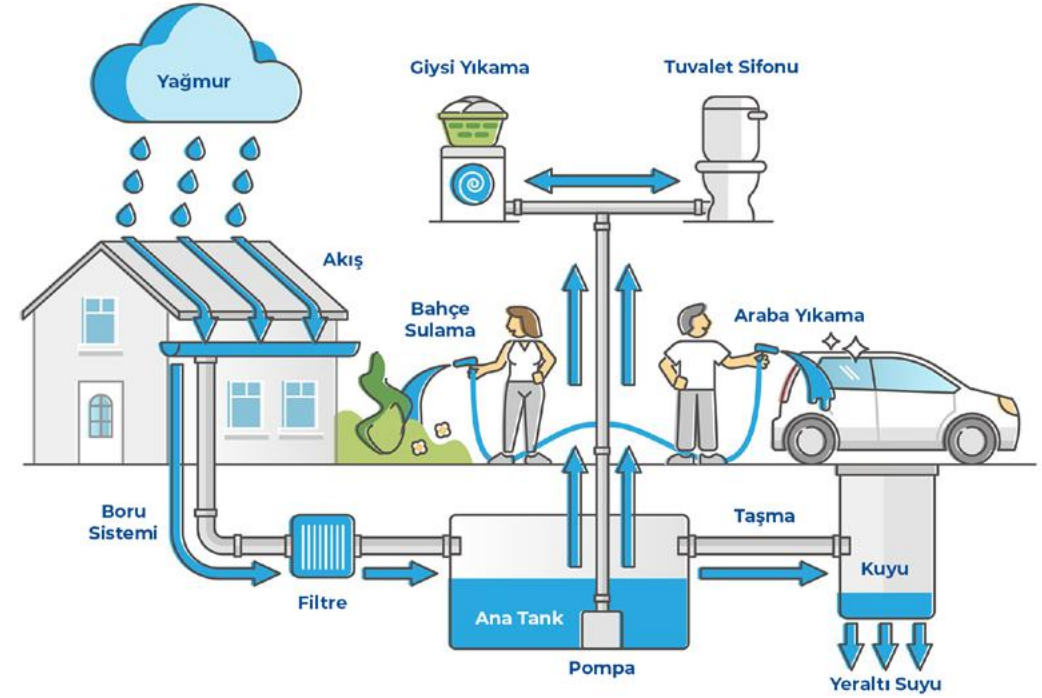 Yağmur
Giysi Yıkama
Tuvalet Sifonu
Akış
Bahçe
Sulama
Araba Yıkama
Boru
Sistemi
Filtre
Ana Tank
Pompa
Taşma
Kuyu
Yeraltı Suyu